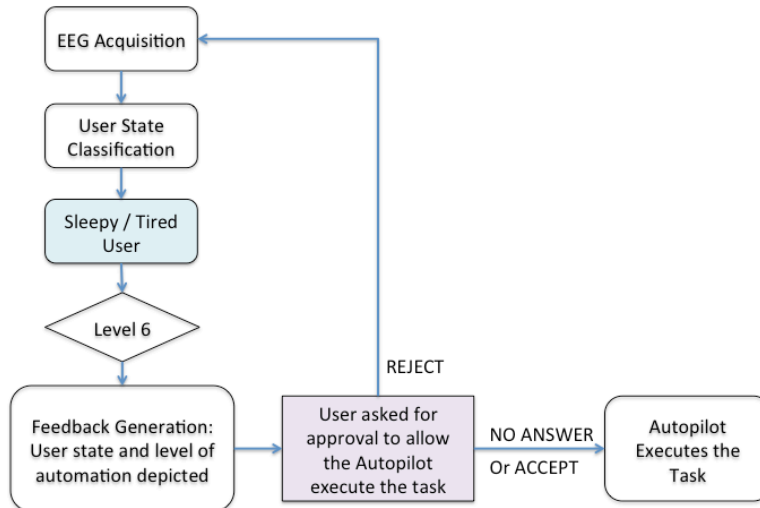 EEG Acquisition
User State
Classification
Sleepy / Tired
User
Level 6
REJECT
Feedback Generation:
User state and level of
automation depicted
User asked for
approval to allow
the Autopilot
execute the task
NO ANSWER
Or ACCEPT
Autopilot
Executes the
Task